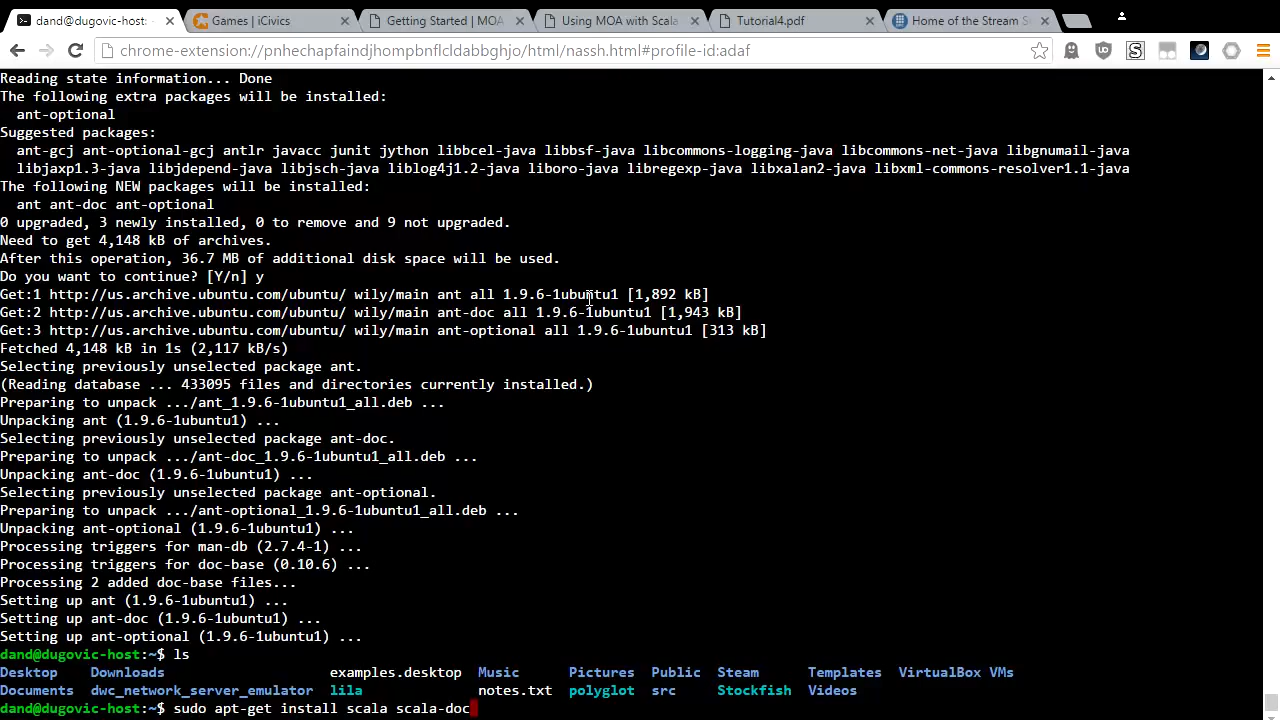 dand@dugovic-host: ~
Games | iCivics
Getting Started | MOA
Using MOA with Scala
Tutorial4.pdf
Home of the Stream S
chrome-extension://pnhechapfaindjhompbnflcldabbghjo/html/nassh.html#profile-id:adaf
Reading state information... Done
The following extra packages will be installed:
  ant-optional
Suggested packages:
  ant-gcj ant-optional-gcj antlr javacc junit jython libbcel-java libbsf-java libcommons-logging-java libcommons-net-java libgnumail-java
  libjaxp1.3-java libjdepend-java libjsch-java liblog4j1.2-java liboro-java libregexp-java libxalan2-java libxml-commons-resolver1.1-java
The following NEW packages will be installed:
  ant ant-doc ant-optional
0 upgraded, 3 newly installed, 0 to remove and 9 not upgraded.
Need to get 4,148 kB of archives.
After this operation, 36.7 MB of additional disk space will be used.
Do you want to continue? [Y/n] y
Get:1 http://us.archive.ubuntu.com/ubuntu/ wily/main ant all 1.9.6-1ubuntu1 [1,892 kB]
Get:2 http://us.archive.ubuntu.com/ubuntu/ wily/main ant-doc all 1.9.6-1ubuntu1 [1,943 kB]
Get:3 http://us.archive.ubuntu.com/ubuntu/ wily/main ant-optional all 1.9.6-1ubuntu1 [313 kB]
Fetched 4,148 kB in 1s (2,117 kB/s)
Selecting previously unselected package ant.
(Reading database ... 433095 files and directories currently installed.)
Preparing to unpack .../ant_1.9.6-1ubuntu1_all.deb ...
Unpacking ant (1.9.6-1ubuntu1) ...
Selecting previously unselected package ant-doc.
Preparing to unpack .../ant-doc_1.9.6-1ubuntu1_all.deb ...
Unpacking ant-doc (1.9.6-1ubuntu1) ...
Selecting previously unselected package ant-optional.
Preparing to unpack .../ant-optional_1.9.6-1ubuntu1_all.deb ...
Unpacking ant-optional (1.9.6-1ubuntu1) ...
Processing triggers for man-db (2.7.4-1) ...
Processing triggers for doc-base (0.10.6) ...
Processing 2 added doc-base files...
Setting up ant (1.9.6-1ubuntu1) ...
Setting up ant-doc (1.9.6-1ubuntu1) ...
Setting up ant-optional (1.9.6-1ubuntu1) ...
dand@dugovic-host:~$ ls
Desktop Downloads examples.desktop Music Pictures Public Steam Templates VirtualBox VMs
Documents dwc_network_server_emulator lila notes.txt polyglot src Stockfish Videos
dand@dugovic-host:~$ sudo apt-get install scala scala-doc